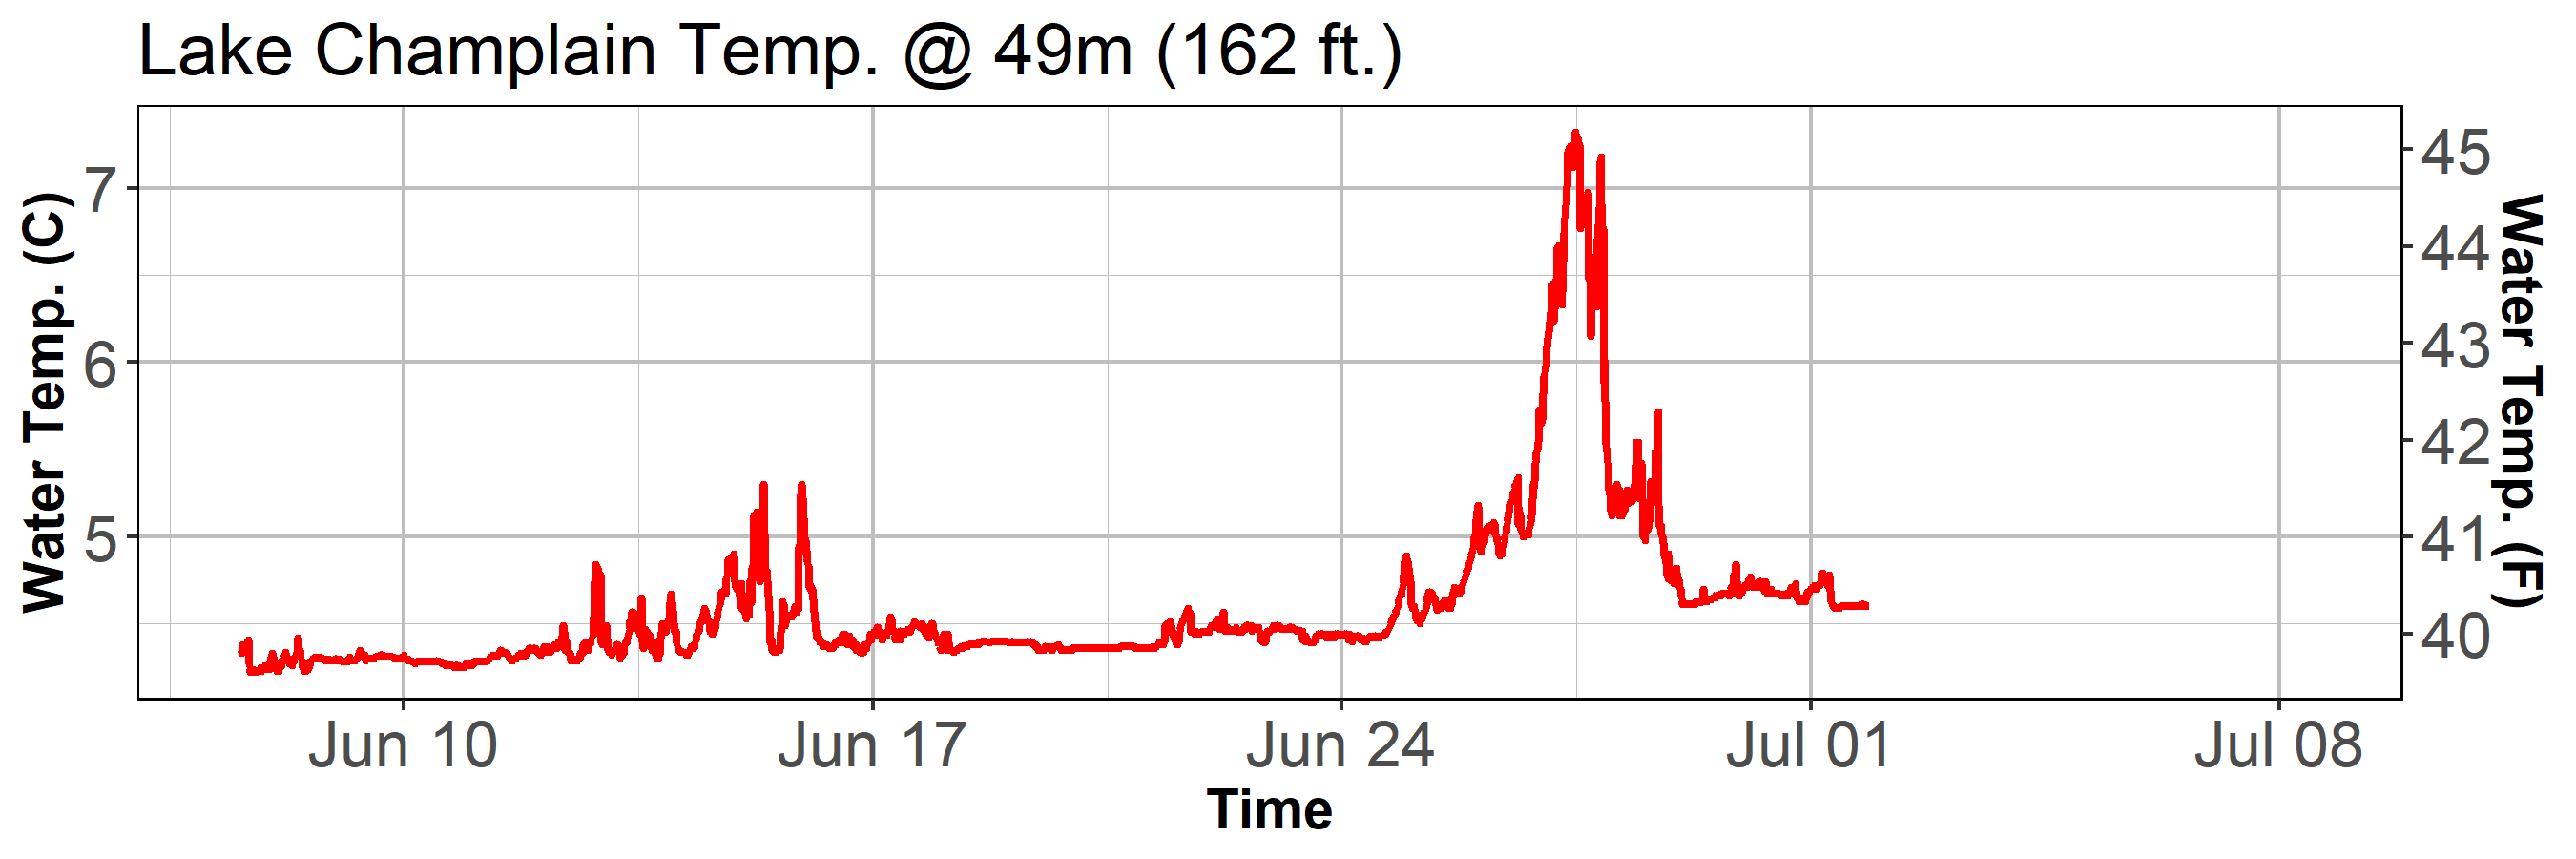 Lake Champlain Temp. @ 49m (162 ft.)
Water Temp. (C)
7
6
5
45
44
43
42
41
40
Water Temp. (F)
Jun 10 Jun 17 Jun 24 Jul 01 Jul 08
Time